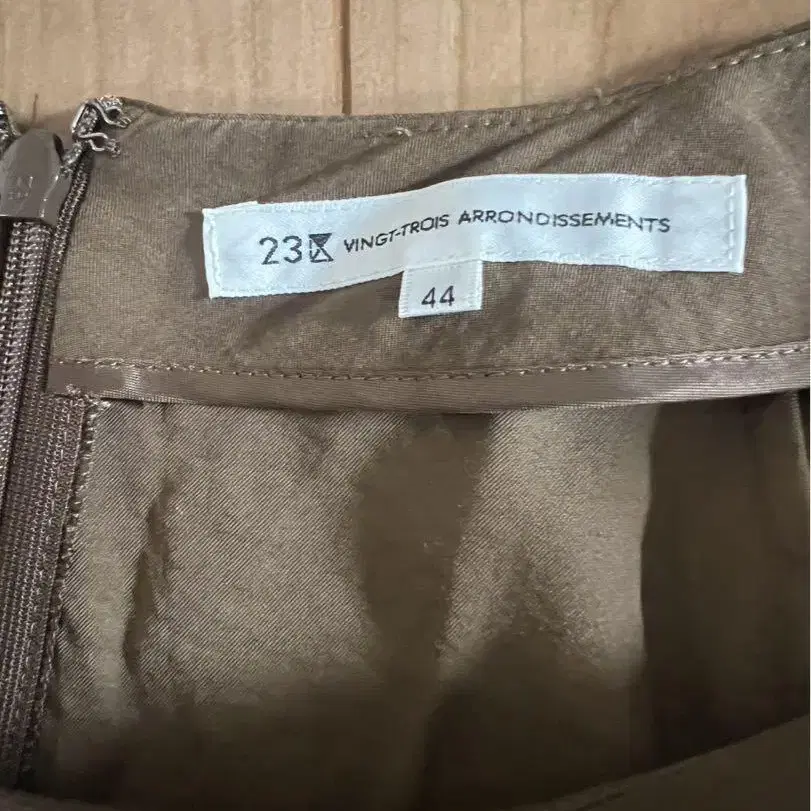 23区 VINGT-TROIS ARRONDISSEMENTS
44